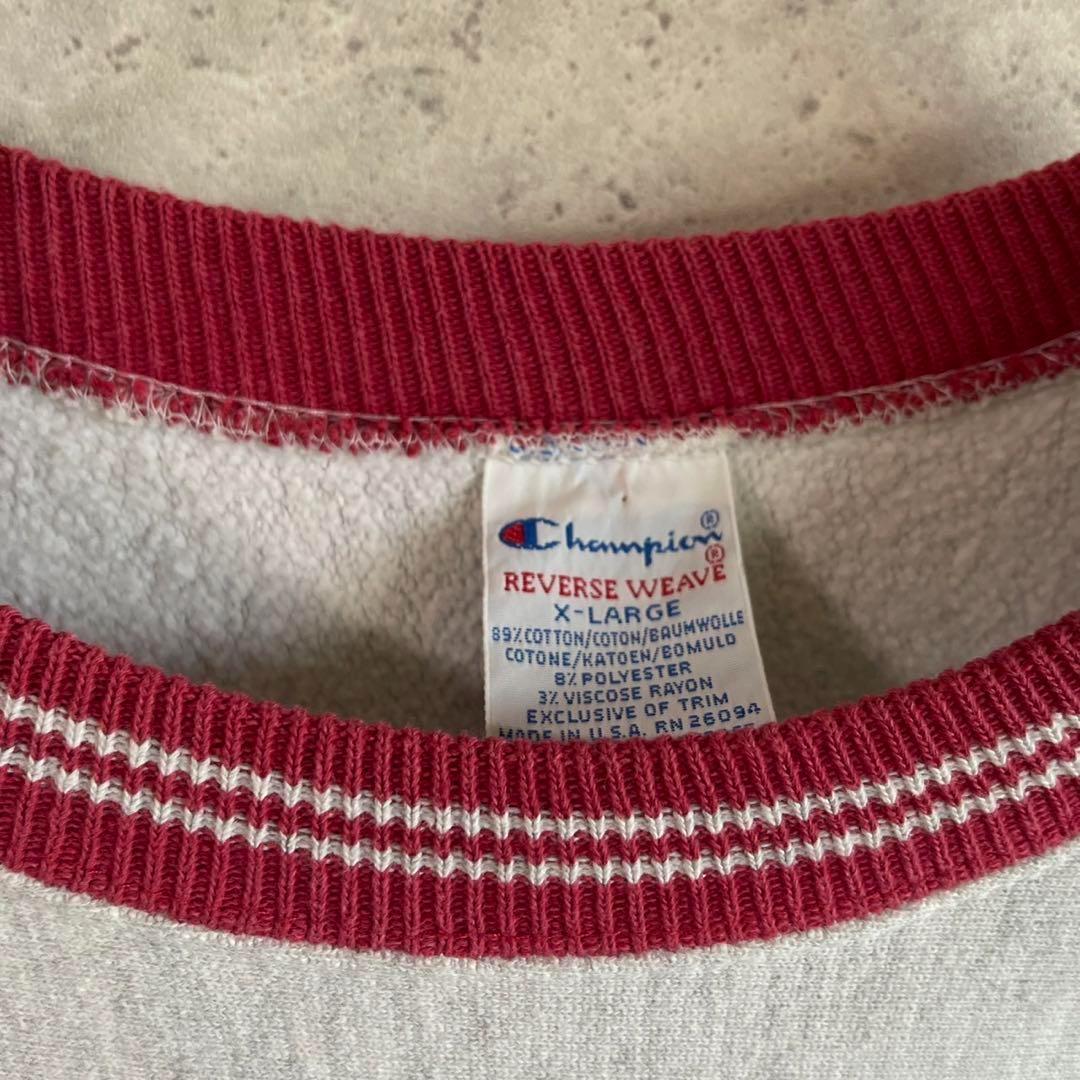 Champion®
REVERSE WEAVE®
X-LARGE
89% COTTON/COTON/BAUMWOLLE
COTONE/KATOEN/BOMULD
8% POLYESTER
3% VISCOSE RAYON
EXCLUSIVE OF TRIM
MADE IN U.S.A. RN 26094